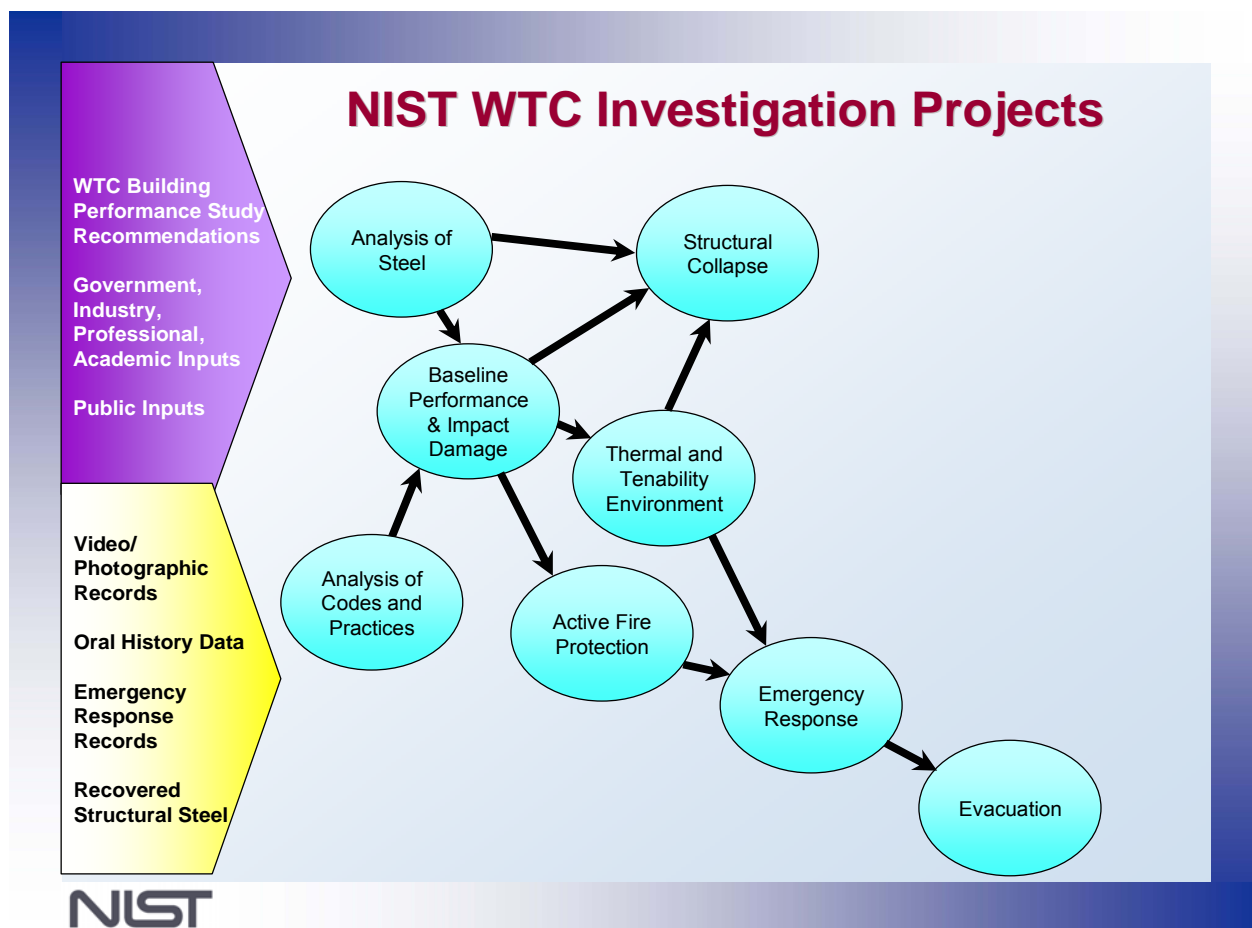 NIST WTC Investigation Projects
WTC Building
Performance Study
Recommendations
Government,
Industry,
Professional,
Academic Inputs
Public Inputs
Video/
Photographic
Records
Oral History Data
Emergency
Response
Records
Recovered
Structural Steel
Analysis of
Steel
Structural
Collapse
Baseline
Performance
& Impact
Damage
Thermal and
Tenability
Environment
Analysis of
Codes and
Practices
Active Fire
Protection
Emergency
Response
Evacuation
NIST